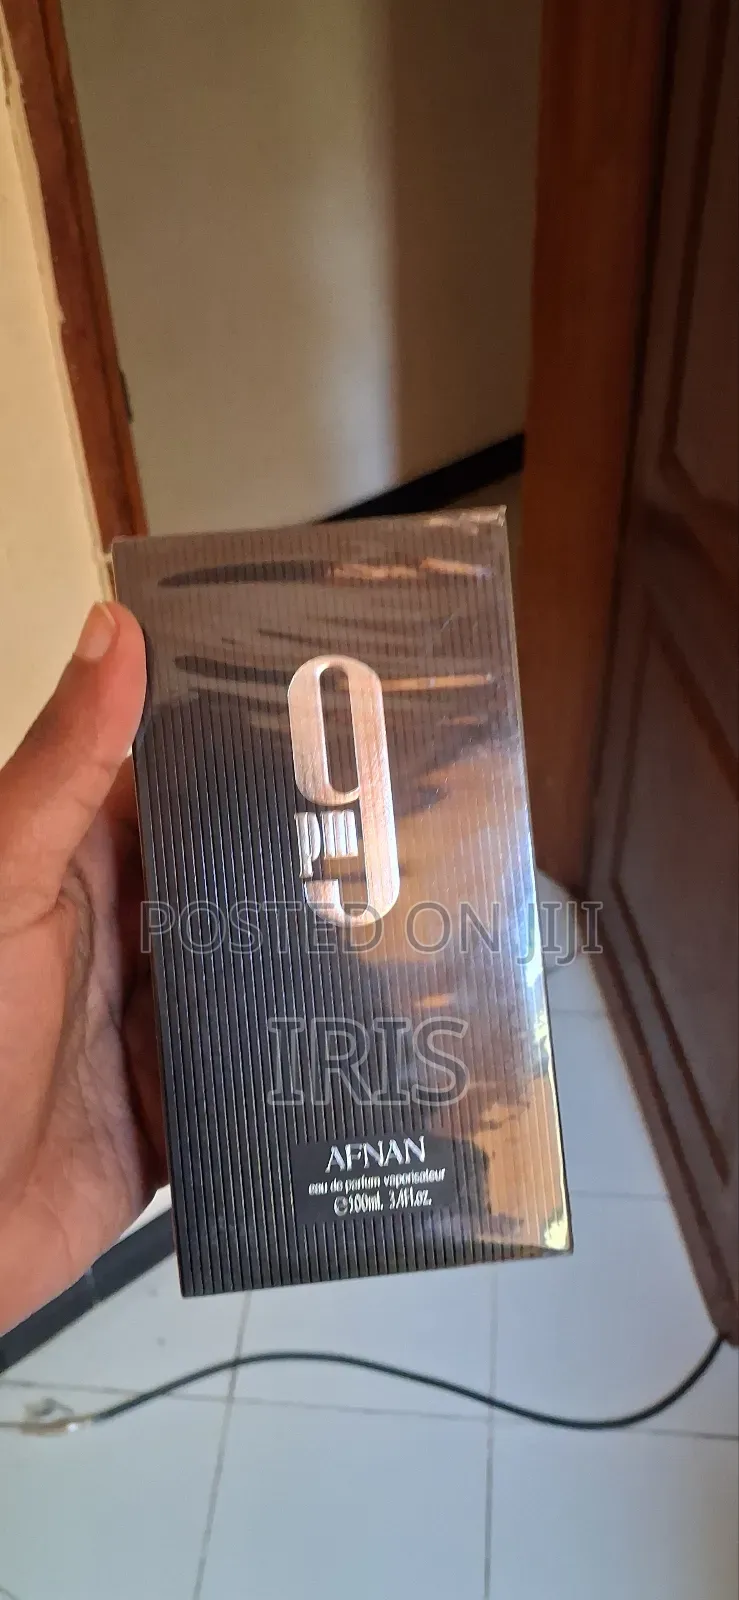 9
pm
POSTED ON JIJI
IRIS
AFNAN
eau de parfum vaporisateur
℮100ml. 3.4fl.oz.